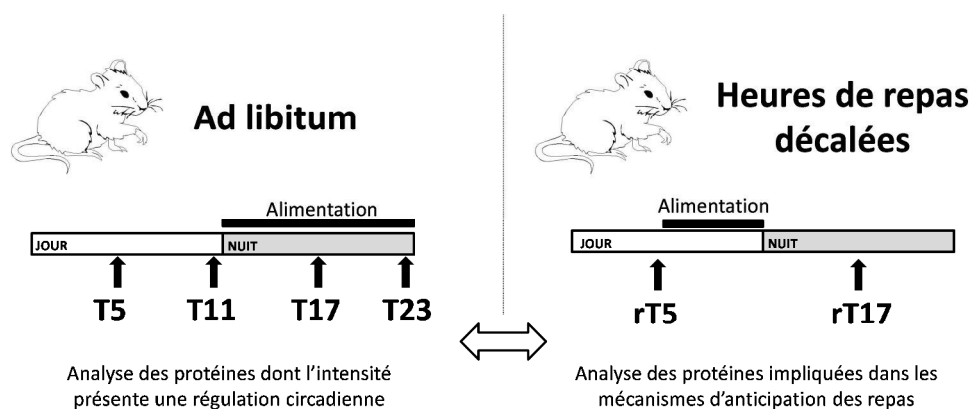 Ad libitum
Alimentation
JOUR NUIT
T5 T11 T17 T23
Analyse des protéines dont l'intensité
présente une régulation circadienne
Heures de repas
décalées
Alimentation
JOUR NUIT
rT5 rT17
Analyse des protéines impliquées dans les
mécanismes d'anticipation des repas